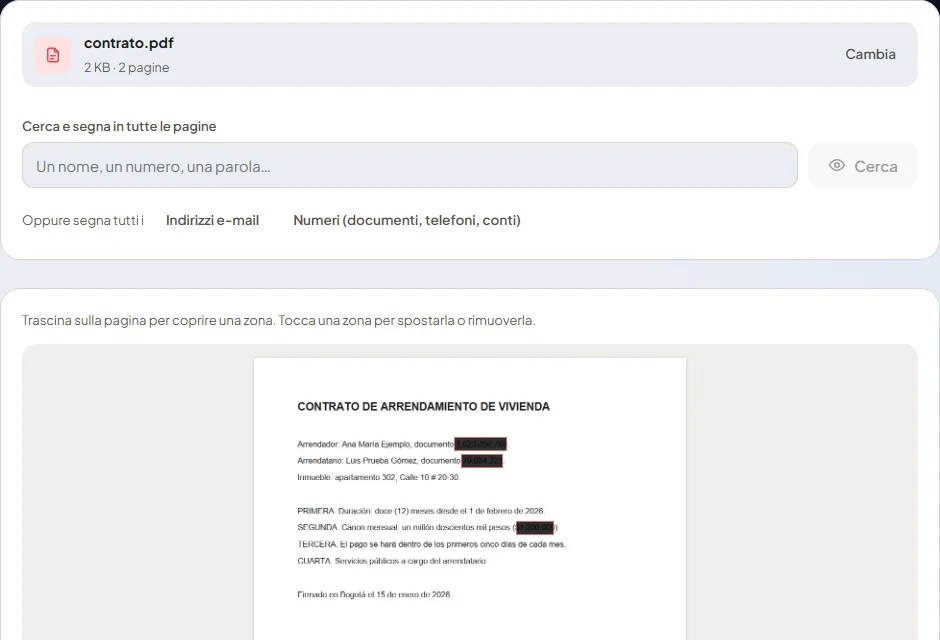 contrato.pdf
2 KB · 2 pagine
Cambia
Cerca e segna in tutte le pagine
Un nome, un numero, una parola...
Cerca
Oppure segna tutti i Indirizzi e-mail Numeri (documenti, telefoni, conti)
Trascina sulla pagina per coprire una zona. Tocca una zona per spostarla o rimuoverla.
CONTRATO DE ARRENDAMIENTO DE VIVIENDA
Arrendador: Ana María Ejemplo, documento
Arrendatario: Luis Prueba Gómez, documento
Inmueble: apartamento 302, Calle 10 # 20-30.
PRIMERA. Duración: doce (12) meses desde el 1 de febrero de 2026.
SEGUNDA. Canon mensual: un millón doscientos mil pesos (
TERCERA. El pago se hará dentro de los primeros cinco días de cada mes.
CUARTA. Servicios públicos a cargo del arrendatario.
Firmado en Bogotá el 15 de enero de 2026.